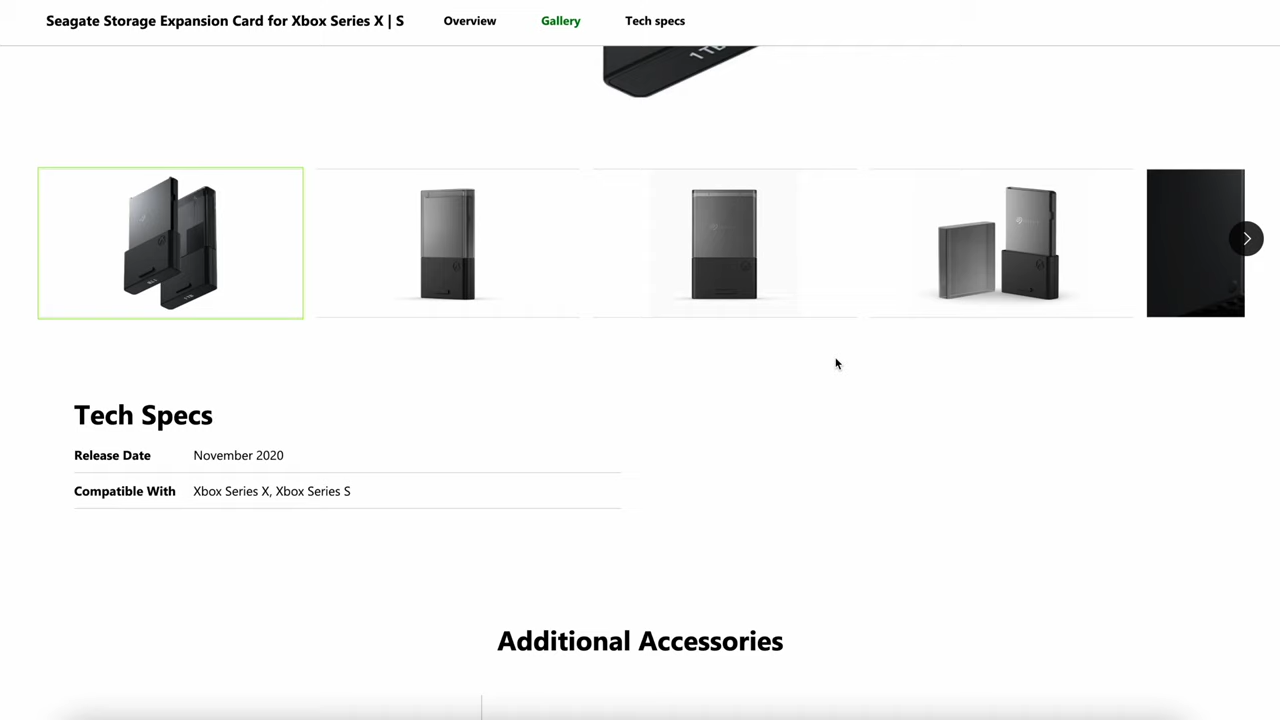 Seagate Storage Expansion Card for Xbox Series X | S Overview Gallery Tech specs
1TB
Tech Specs
Release Date November 2020
Compatible With Xbox Series X, Xbox Series S
Additional Accessories